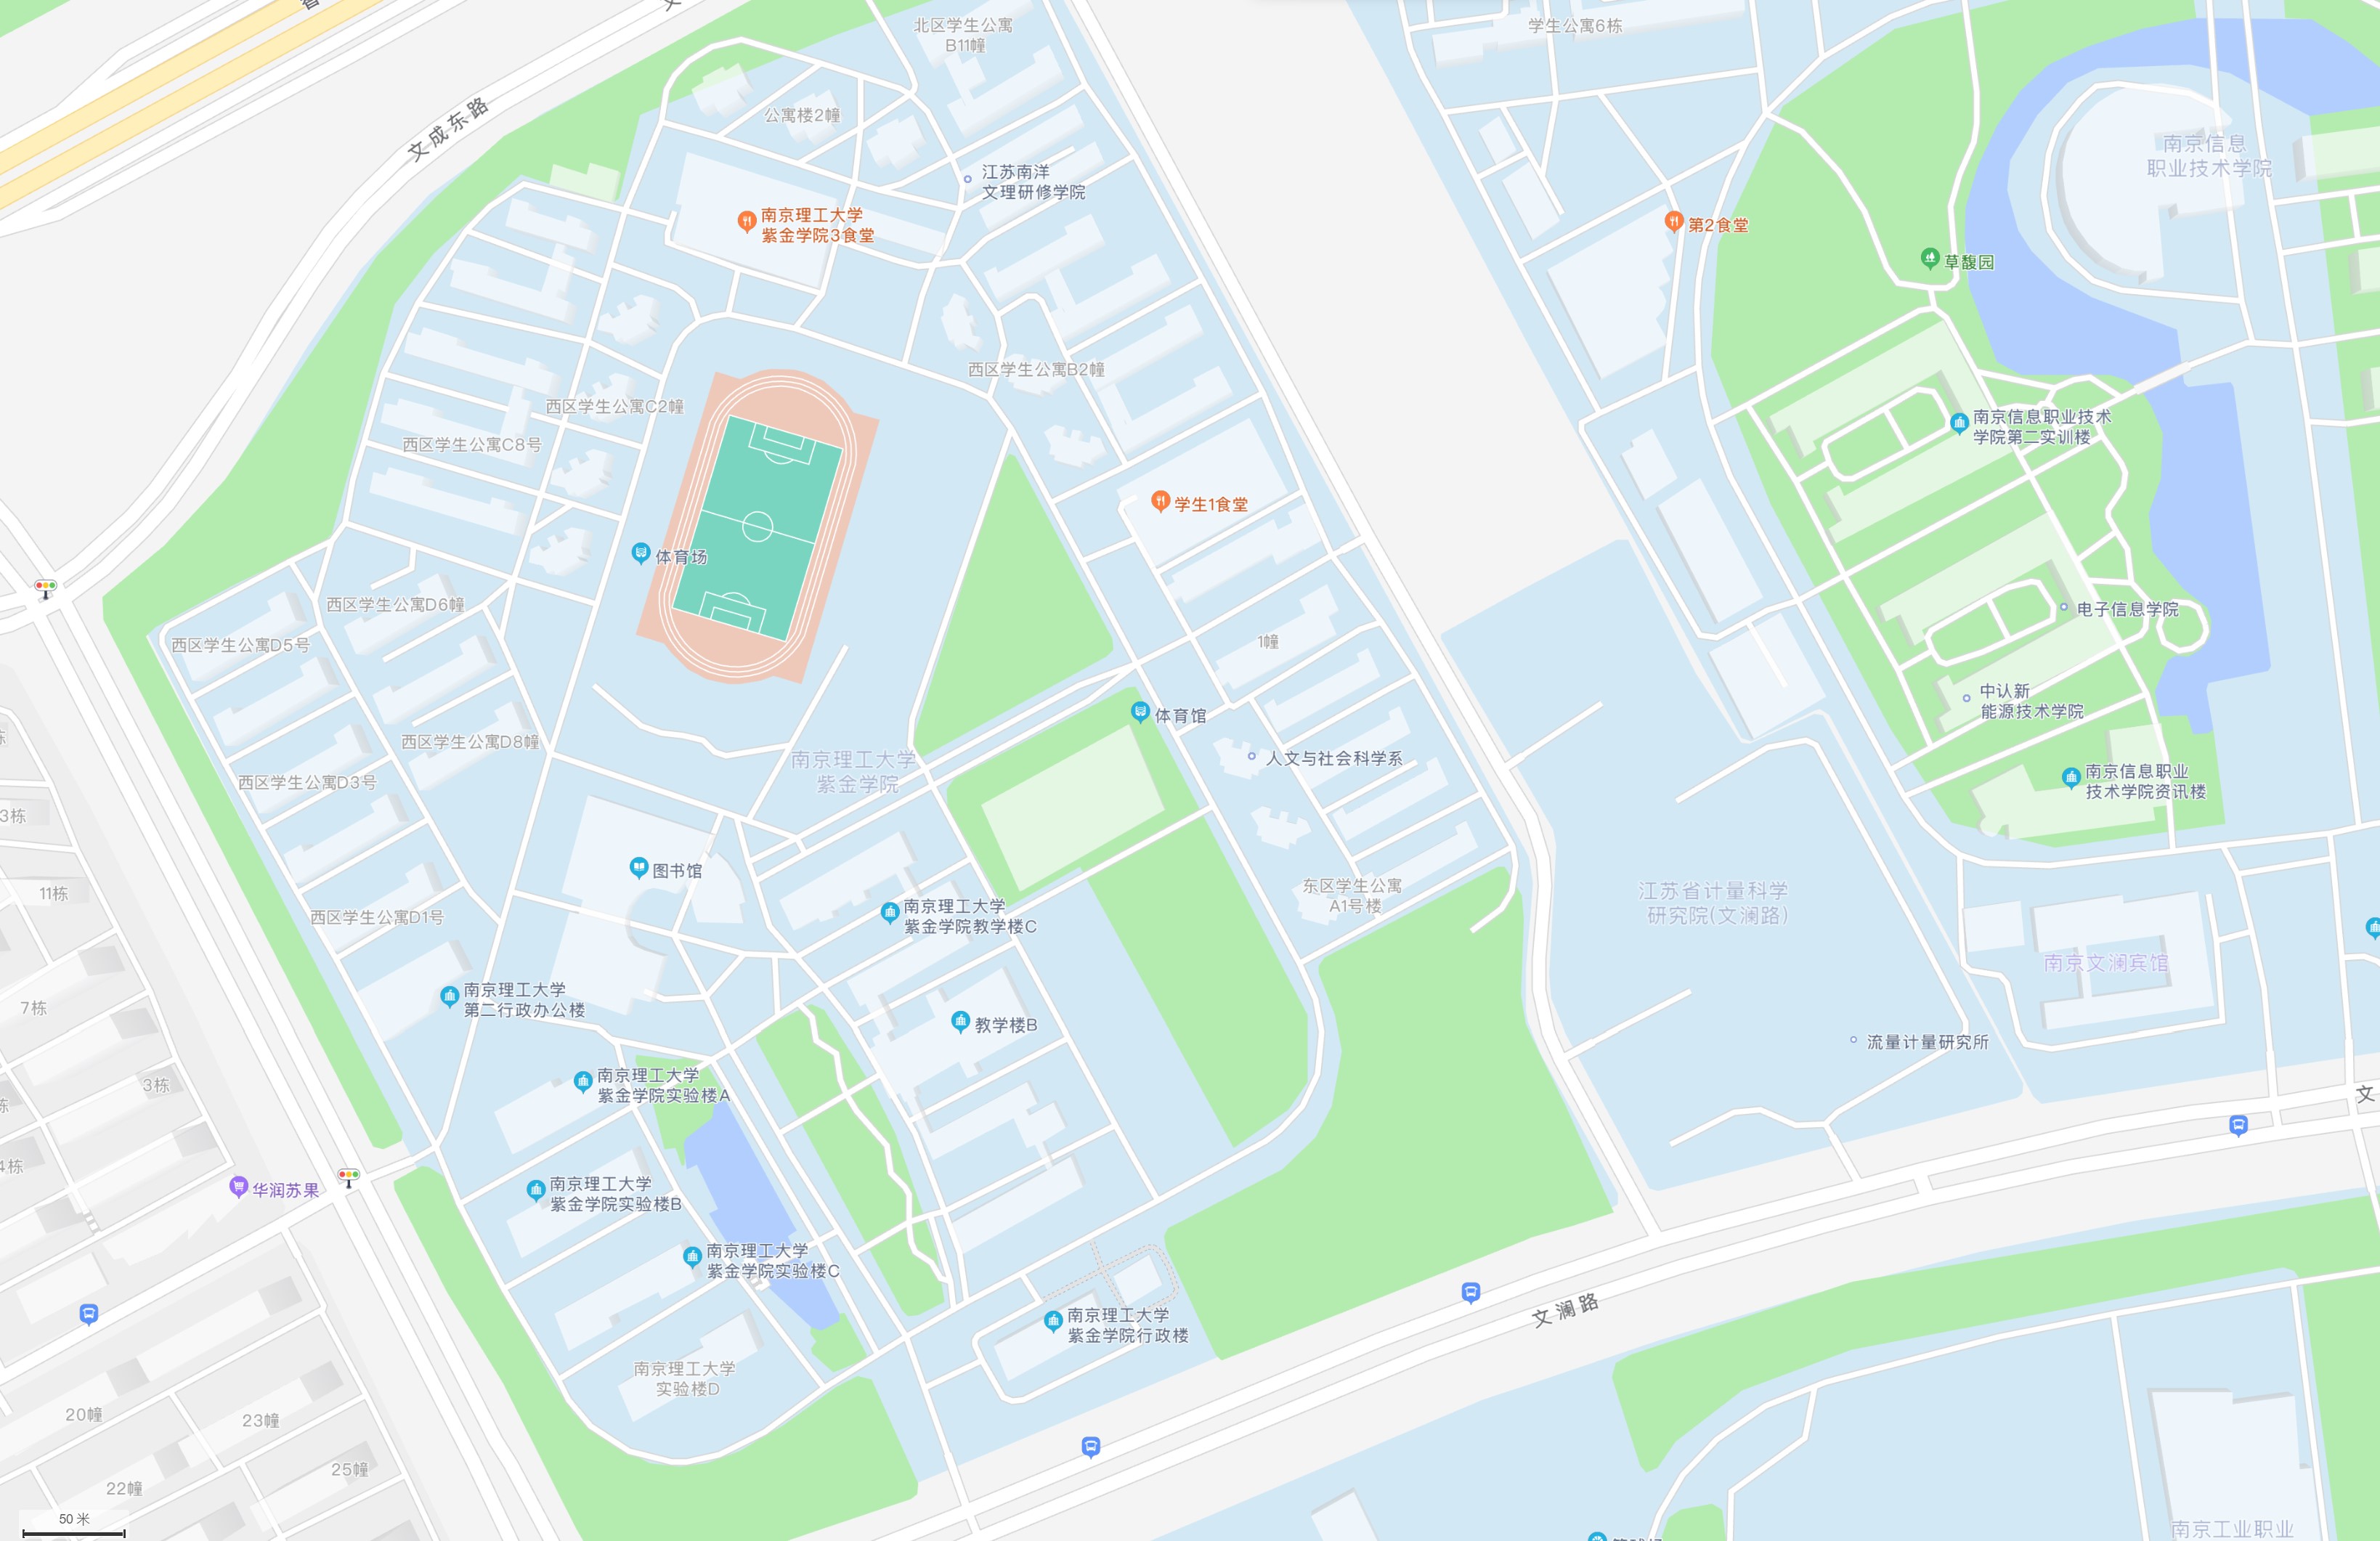 文成东路
北区学生公寓
B11幢
学生公寓6栋
公寓楼2幢
江苏南洋
文理研修学院
南京信息
职业技术学院
南京理工大学
紫金学院3食堂
第2食堂
草馥园
西区学生公寓B2幢
西区学生公寓C2幢
西区学生公寓C8号
南京信息职业技术
学院第二实训楼
学生1食堂
体育场
西区学生公寓D6幢
电子信息学院
西区学生公寓D5号
1幢
中认新
能源技术学院
体育馆
西区学生公寓D8幢
南京理工大学
紫金学院
人文与社会科学系
西区学生公寓D3号
南京信息职业
技术学院资讯楼
3栋
图书馆
11栋
东区学生公寓
A1号楼
江苏省计量科学
研究院(文澜路)
西区学生公寓D1号
南京理工大学
紫金学院教学楼C
南京文澜宾馆
南京理工大学
第二行政办公楼
7栋
教学楼B
流量计量研究所
南京理工大学
紫金学院实验楼A
3栋
文
4栋
华润苏果
南京理工大学
紫金学院实验楼B
南京理工大学
紫金学院实验楼C
文澜路
南京理工大学
紫金学院行政楼
南京理工大学
实验楼D
20幢
23幢
25幢
22幢
50 米
南京工业职业